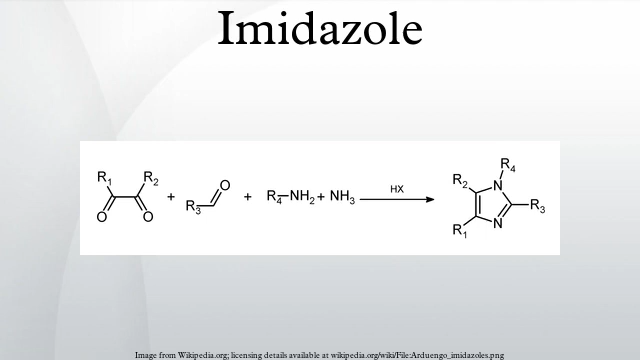 Imidazole
R1 R2 O O + R3 O + R4 NH2 + NH3 HX R4 R2 N R3 R1 N
Image from Wikipedia.org; licensing details available at wikipedia.org/wiki/File:Arduengo_imidazoles.png